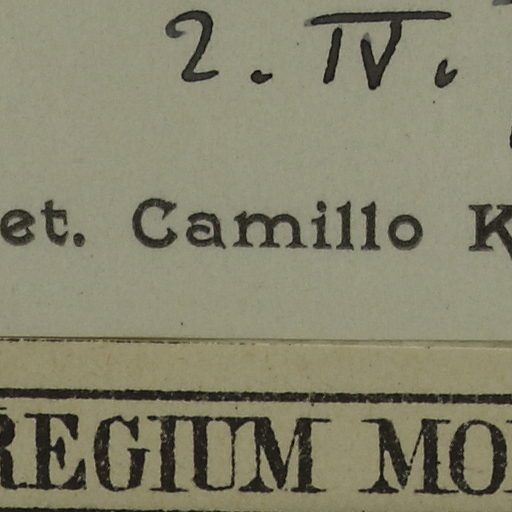 2. IV.
et. Camillo K
REGIUM MO